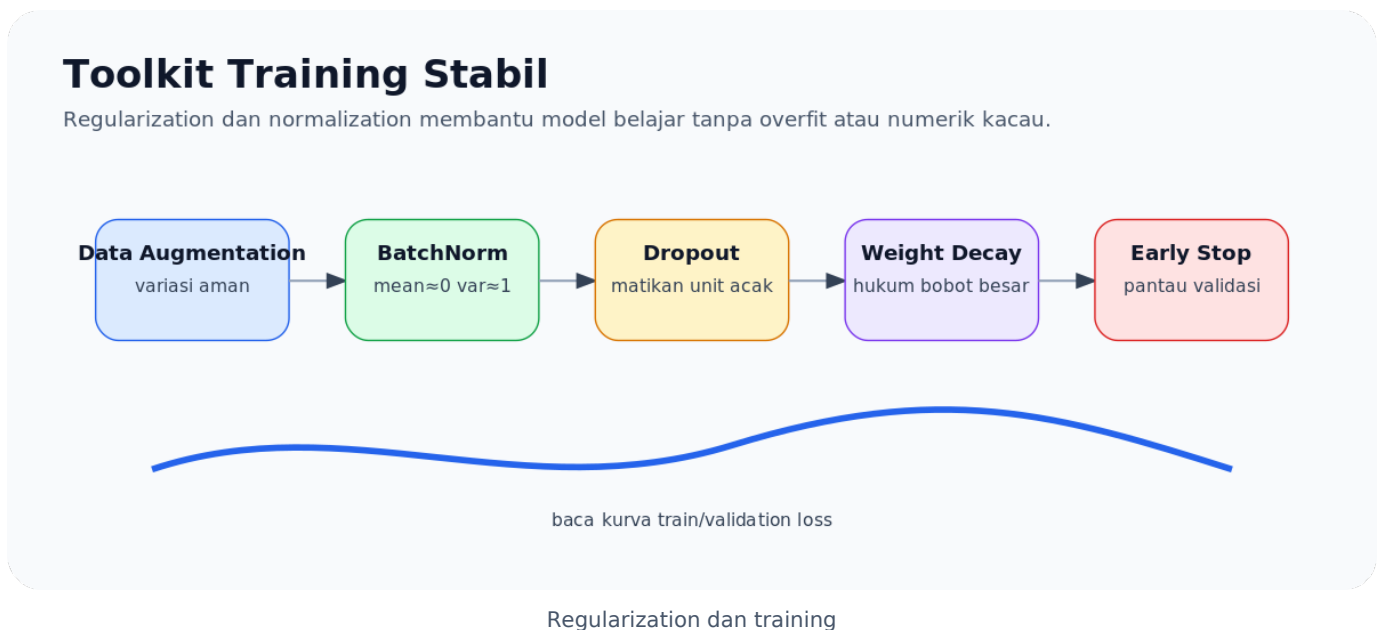 Toolkit Training Stabil
Regularization dan normalization membantu model belajar tanpa overfit atau numerik kacau.
Data Augmentation
variasi aman
BatchNorm
mean≈0 var≈1
Dropout
matikan unit acak
Weight Decay
hukum bobot besar
Early Stop
pantau validasi
baca kurva train/validation loss
Regularization dan training